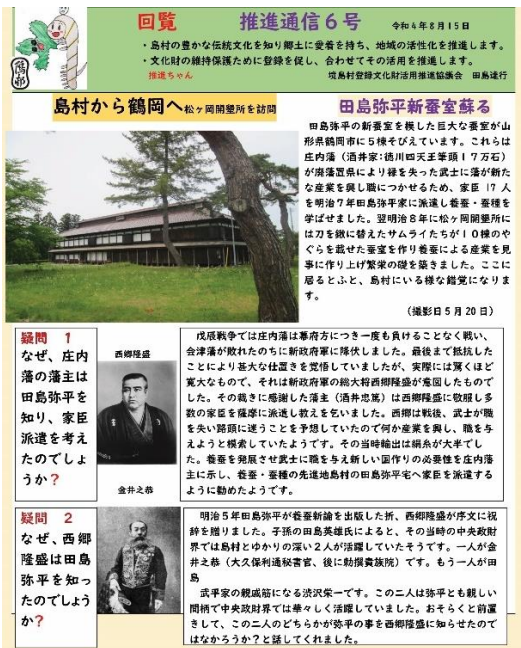 回覧 推進通信6号 令和4年8月15日
・島村の豊かな伝統文化を知り郷土に愛着を持ち、地域の活性化を推進します。
・文化財の維持保護ために登録を促し、合わせてその活用を推進します。
推進ちゃん 境島村登録文化財活用推進協議会 田島達行
島村から鶴岡へ松ヶ岡開墾所を訪問
田島弥平新蚕室蘇る
田島弥平の新蚕室を模した巨大な蚕室が山
形県鶴岡市に5棟そびえています。これらは
庄内藩(酒井家:徳川四天王筆頭17万石)
が廃藩置県により縁を失った武士に藩が新た
な産業を興し職につかせるため、家臣17人
を明治7年田島弥平家に派遣し養蚕・蚕種を
学ばせました。翌明治8年に松ヶ岡開墾所に
は刀を鍬に替えたサムライたちが10棟のや
ぐらを載せた蚕室を作り養蚕による産業を見
事に作り上げ繁栄の礎を築きました。ここに
居るとふと、島村にいる様な錯覚になりま
す。
(撮影日5月20日)
疑問 1
なぜ、庄内
藩の藩主は
田島弥平を
知り、家臣
派遣を考え
たのでしょ
うか?
西郷隆盛
戊辰戦争では庄内藩は幕府方につき一度も負けることなく戦い、
会津藩が敗れたのちに新政府軍に降伏しました。最後まで抵抗した
ことにより甚大な仕置きを覚悟していましたが、実際には驚くほど
寛大なもので、それは新政府軍の総大将西郷隆盛が意図したもので
した。その裁きに感謝した藩主(酒井忠篤)は西郷隆盛に敬服し多
数の家臣を薩摩に派遣し教えを乞いました。西郷は戦後、武士が職
を失い路頭に迷うことを予想していたので何か産業を興し、職を与
えようと模索していたようです。その当時輸出は絹糸が大半でし
た。養蚕を発展させ武士に職を与え新しい国作りの必要性を庄内藩
主に示し、養蚕・蚕種の先進地島村の田島弥平宅へ家臣を派遣する
ように勧めたようです。
金井之恭
疑問 2
なぜ、西郷
隆盛は田島
弥平を知っ
たのでしょう
か?
明治5年田島弥平が養蚕新論を出版した折、西郷隆盛が序文に祝
辞を贈りました。子孫の田島英雄氏によると、その当時の中央政財
界では島村とゆかりの深い2人が活躍していたそうです。一人が金
井之恭(大久保利通秘書官、後に勅撰貴族院)です。もう一人が田
島
武平家の親戚筋になる渋沢栄一です。この二人は弥平とも親しい
間柄で中央政財界では華々しく活躍していました。おそらくと前置
きして、この二人のどちらかが弥平の事を西郷隆盛に知らせたので
はなかろうか?と話してくれました。